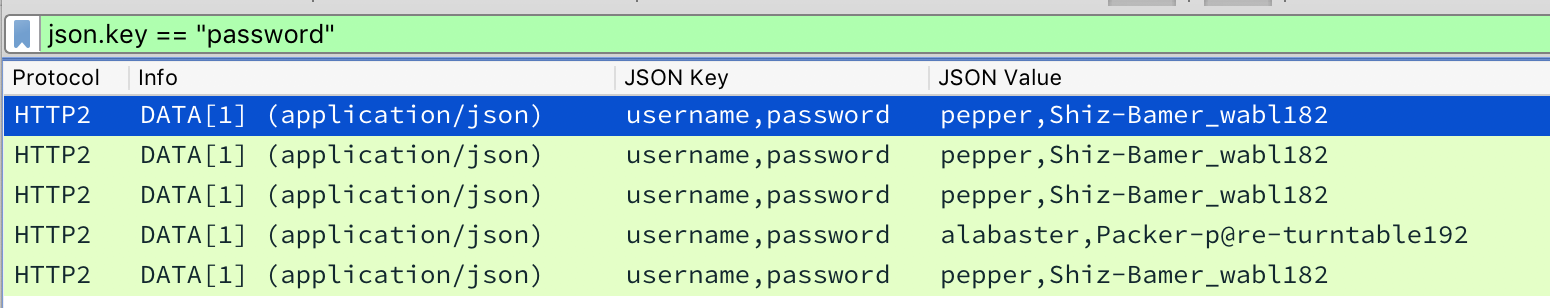 json.key == "password"
Protocol Info JSON Key JSON Value
HTTP2 DATA[1] (application/json) username,password pepper,Shiz-Bamer_wabl182
HTTP2 DATA[1] (application/json) username,password pepper,Shiz-Bamer_wabl182
HTTP2 DATA[1] (application/json) username,password pepper,Shiz-Bamer_wabl182
HTTP2 DATA[1] (application/json) username,password alabaster,Packer-p@re-turntable192
HTTP2 DATA[1] (application/json) username,password pepper,Shiz-Bamer_wabl182